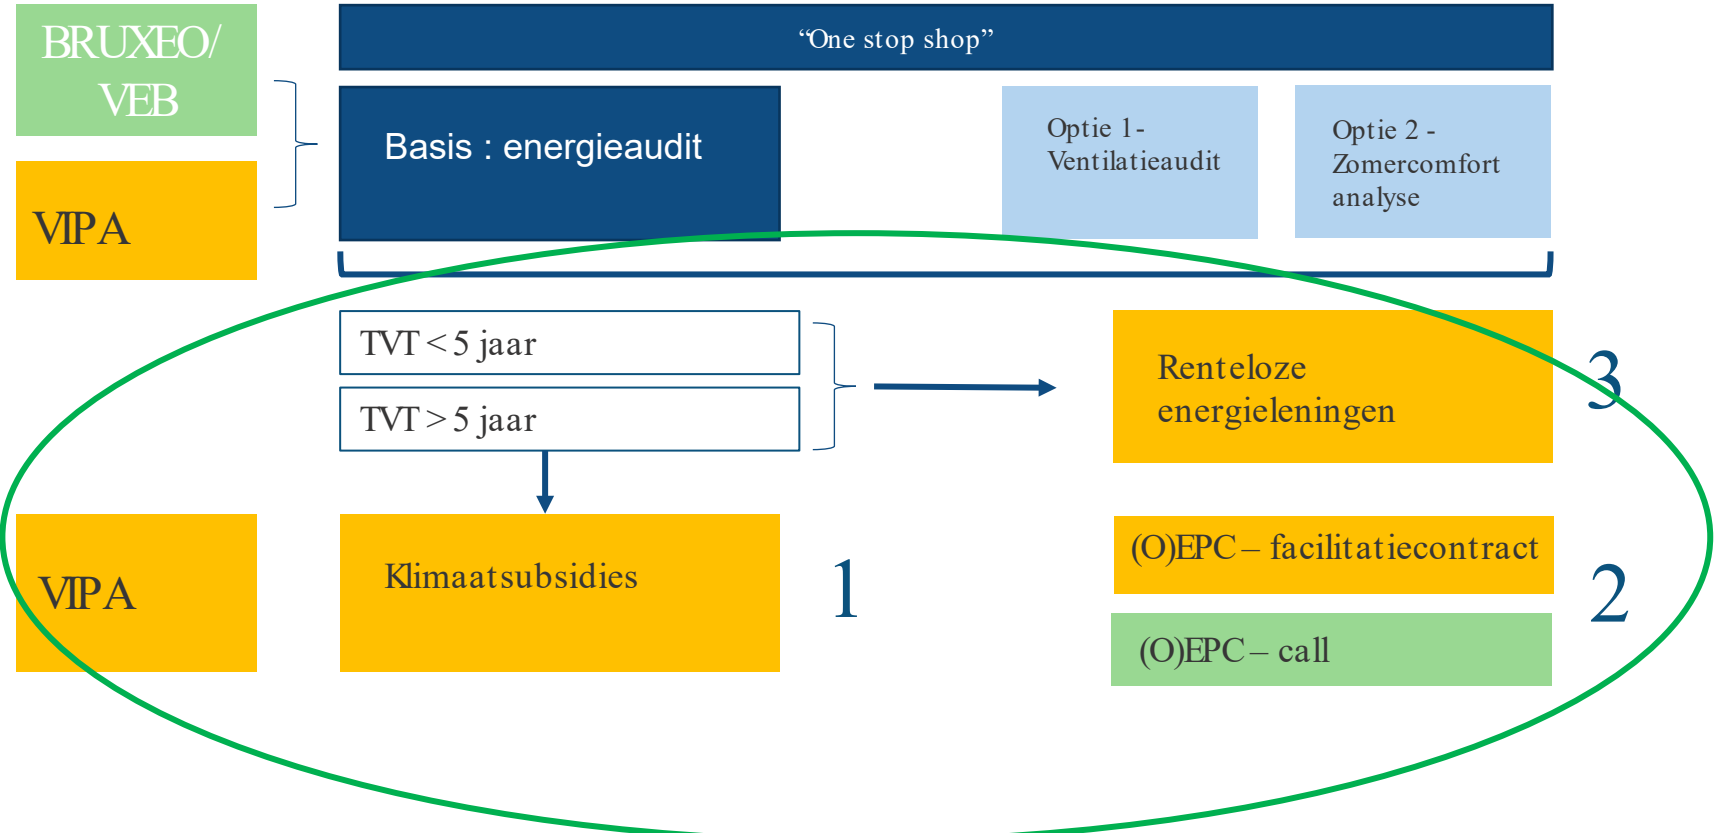 BRUXEO/
VEB
“One stop shop”
Basis : energieaudit
Optie 1-
Ventilatieaudit
Optie 2 -
Zomercomfort
analyse
VIPA
TVT < 5 jaar
TVT > 5 jaar
Renteloze
energieleningen
3
VIPA
Klimaatsubsidies
1
(O)EPC – facilitatiecontract
2
(O)EPC – call